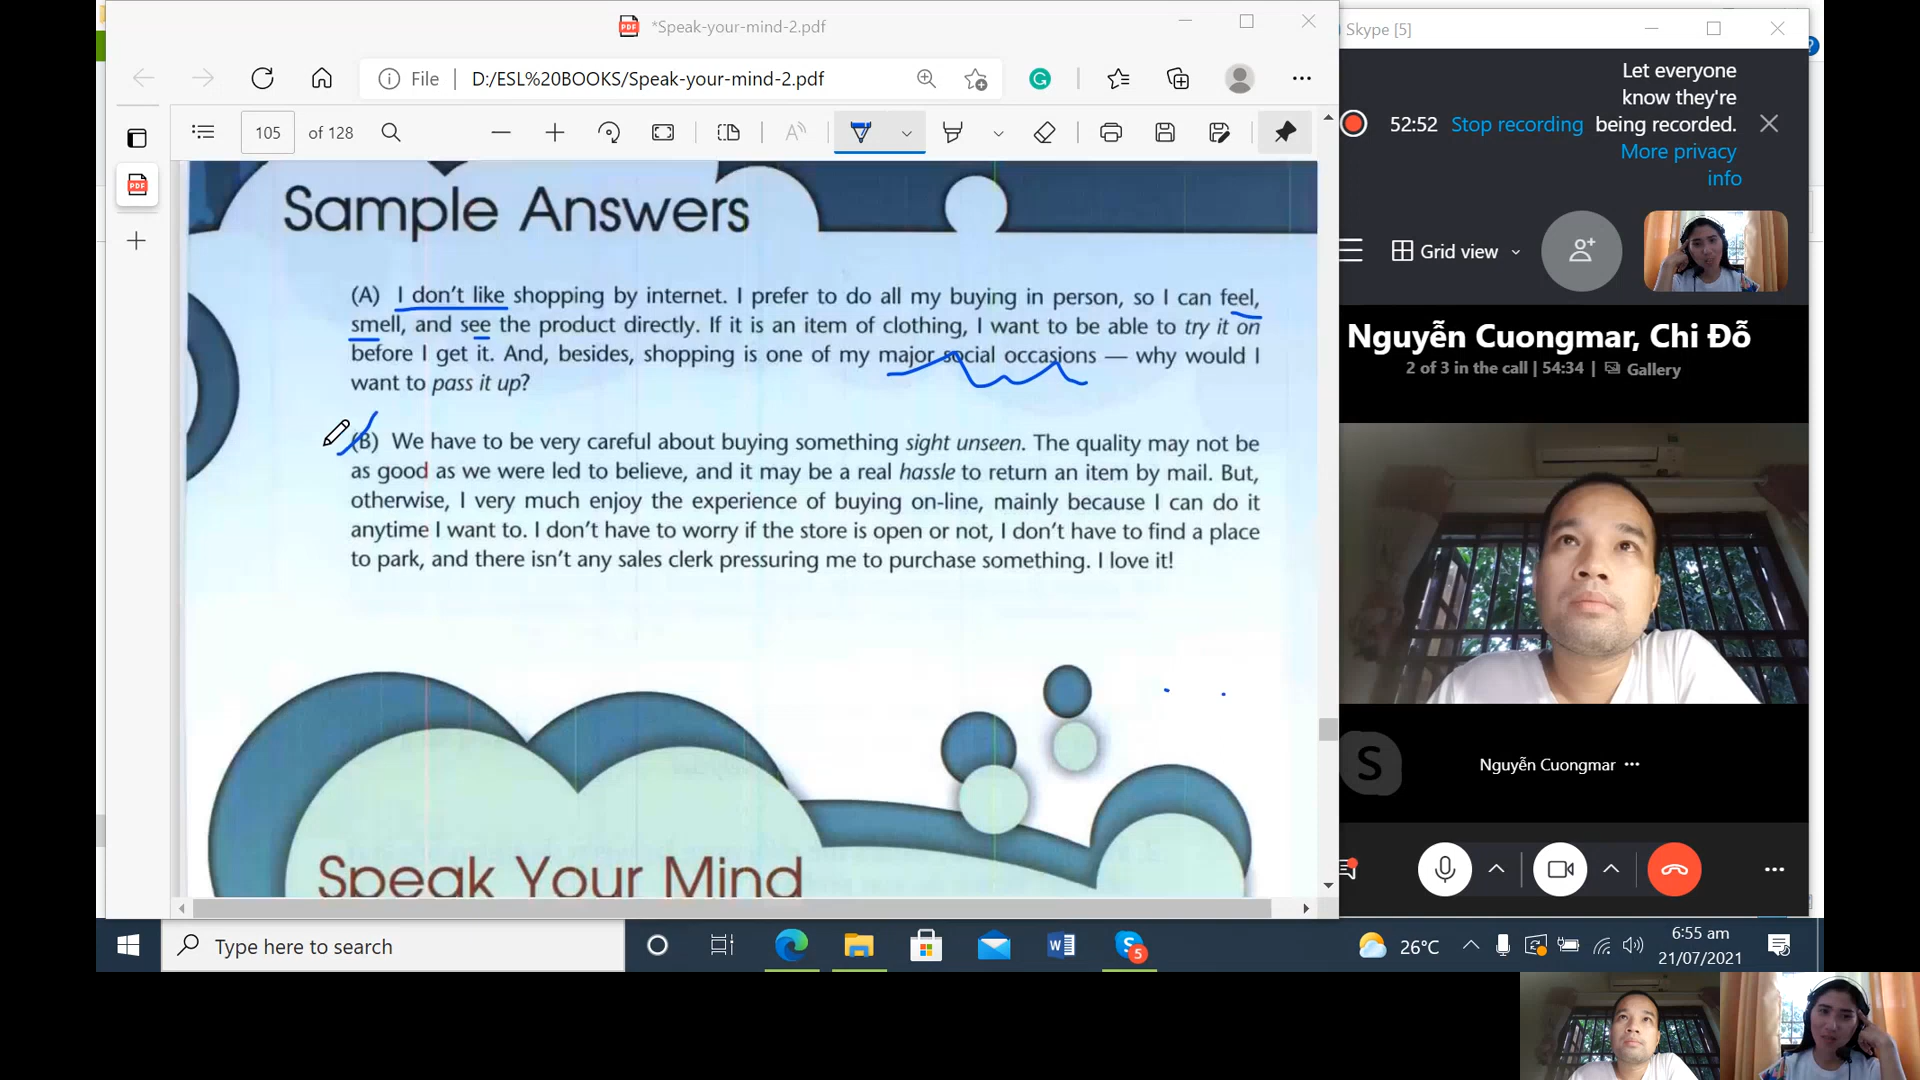 *Speak-your-mind-2.pdf
File
D:/ESL%20BOOKS/Speak-your-mind-2.pdf
105
of 128
Sample Answers
(A) I don't like shopping by internet. I prefer to do all my buying in person, so I can feel,
smell, and see the product directly. If it is an item of clothing, I want to be able to try it on
before I get it. And, besides, shopping is one of my major social occasions — why would I
want to pass it up?
(B) We have to be very careful about buying something sight unseen. The quality may not be
as good as we were led to believe, and it may be a real hassle to return an item by mail. But,
otherwise, I very much enjoy the experience of buying on-line, mainly because I can do it
anytime I want to. I don't have to worry if the store is open or not, I don't have to find a place
to park, and there isn't any sales clerk pressuring me to purchase something. I love it!
Speak Your Mind
Skype [5]
52:52
Stop recording
Let everyone
know they're
being recorded.
More privacy
info
Grid view
Nguyễn Cuongmar, Chi Đỗ
2 of 3 in the call | 54:34 | Gallery
S
Nguyễn Cuongmar
Type here to search
5
26°C
6:55 am
21/07/2021